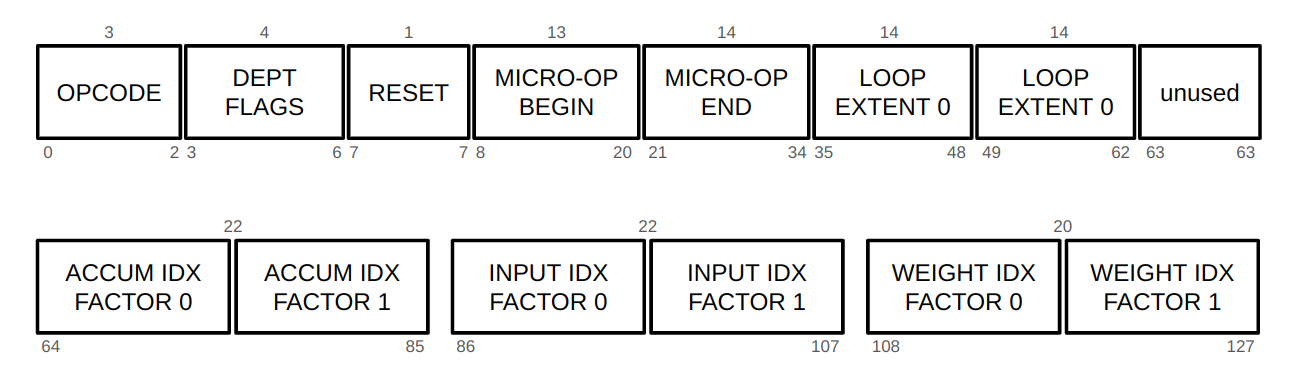 3 4 1 13 14 14 14
OPCODE
DEPT
FLAGS
RESET
MICRO-OP
BEGIN
MICRO-OP
END
LOOP
EXTENT 0
LOOP
EXTENT 0
unused
0 2 3 6 7 7 8 20 21 34 35 48 49 62 63 63
22 22 20
ACCUM IDX
FACTOR 0
ACCUM IDX
FACTOR 1
INPUT IDX
FACTOR 0
INPUT IDX
FACTOR 1
WEIGHT IDX
FACTOR 0
WEIGHT IDX
FACTOR 1
64 85 86 107 108 127